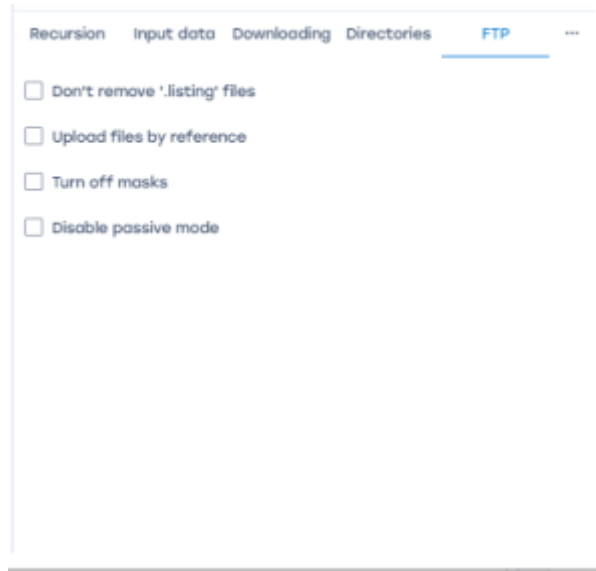 Recursion Input data Downloading Directories FTP ...
Don't remove '.listing' files
Upload files by reference
Turn off masks
Disable passive mode